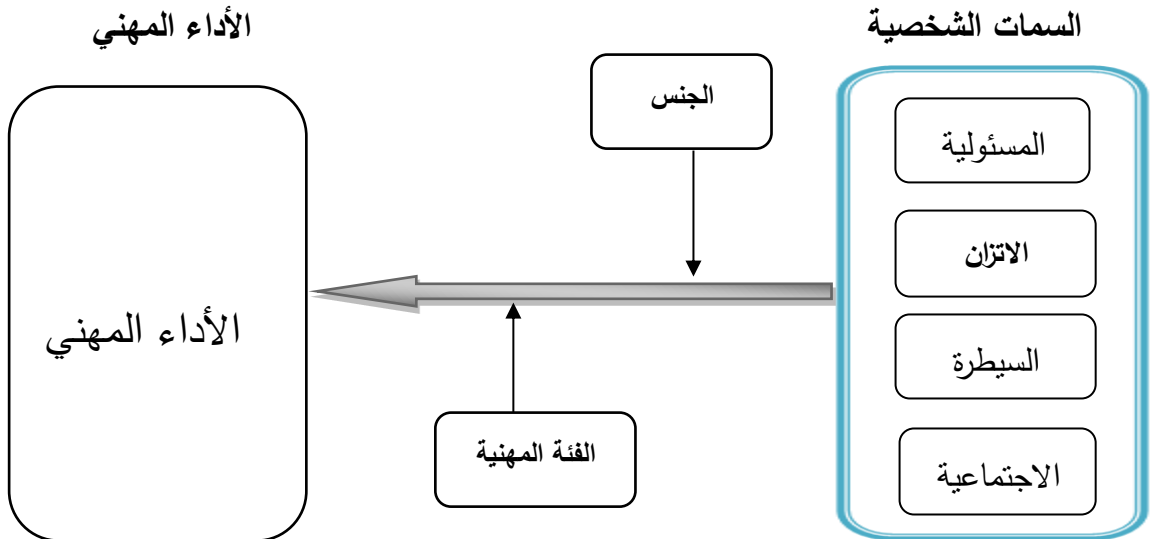 السمات الشخصية
الأداء المهني
المسئولية
الاتزان
السيطرة
الاجتماعية
الجنس
الفئة المهنية
الأداء المهني